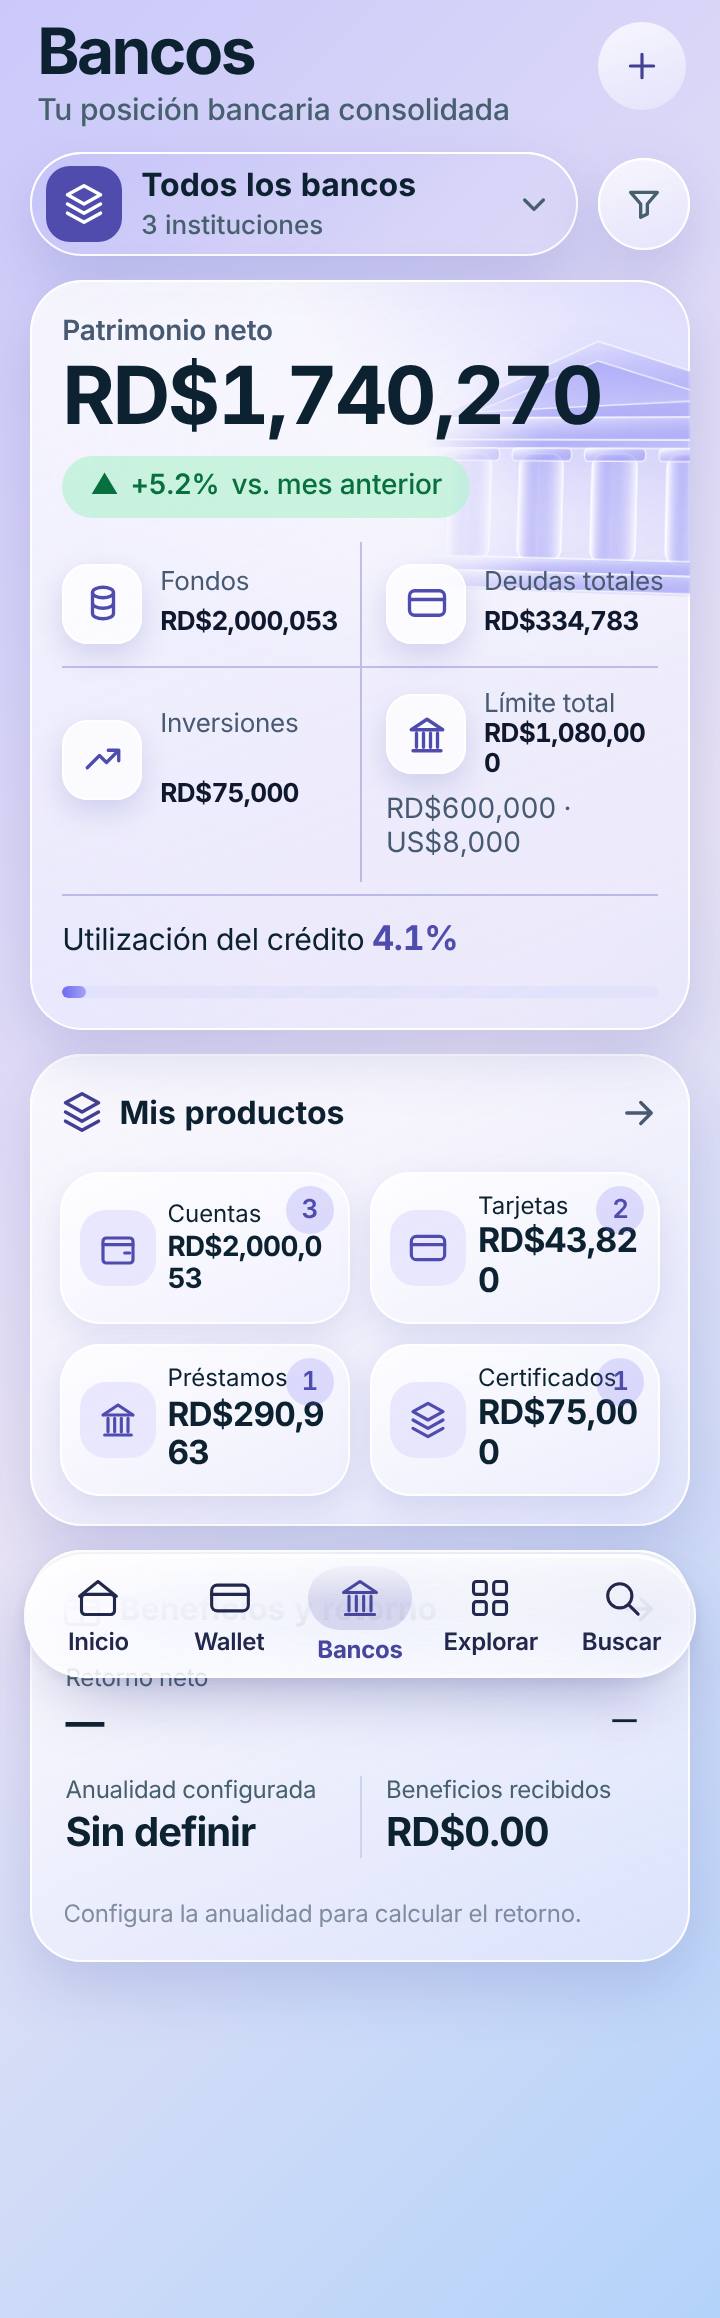 Bancos
Tu posición bancaria consolidada
Todos los bancos
3 instituciones
Patrimonio neto
RD$1,740,270
▲ +5.2% vs. mes anterior
Fondos
RD$2,000,053
Deudas totales
RD$334,783
Inversiones
RD$75,000
Límite total
RD$1,080,00
0
RD$600,000 ·
US$8,000
Utilización del crédito 4.1%
Mis productos
Cuentas
3
RD$2,000,0
53
Tarjetas
2
RD$43,82
0
Préstamos
1
RD$290,9
63
Certificados
1
RD$75,00
0
Beneficios y retorno
Inicio
Wallet
Bancos
Explorar
Buscar
Retorno neto
—
—
Anualidad configurada
Sin definir
Beneficios recibidos
RD$0.00
Configura la anualidad para calcular el retorno.